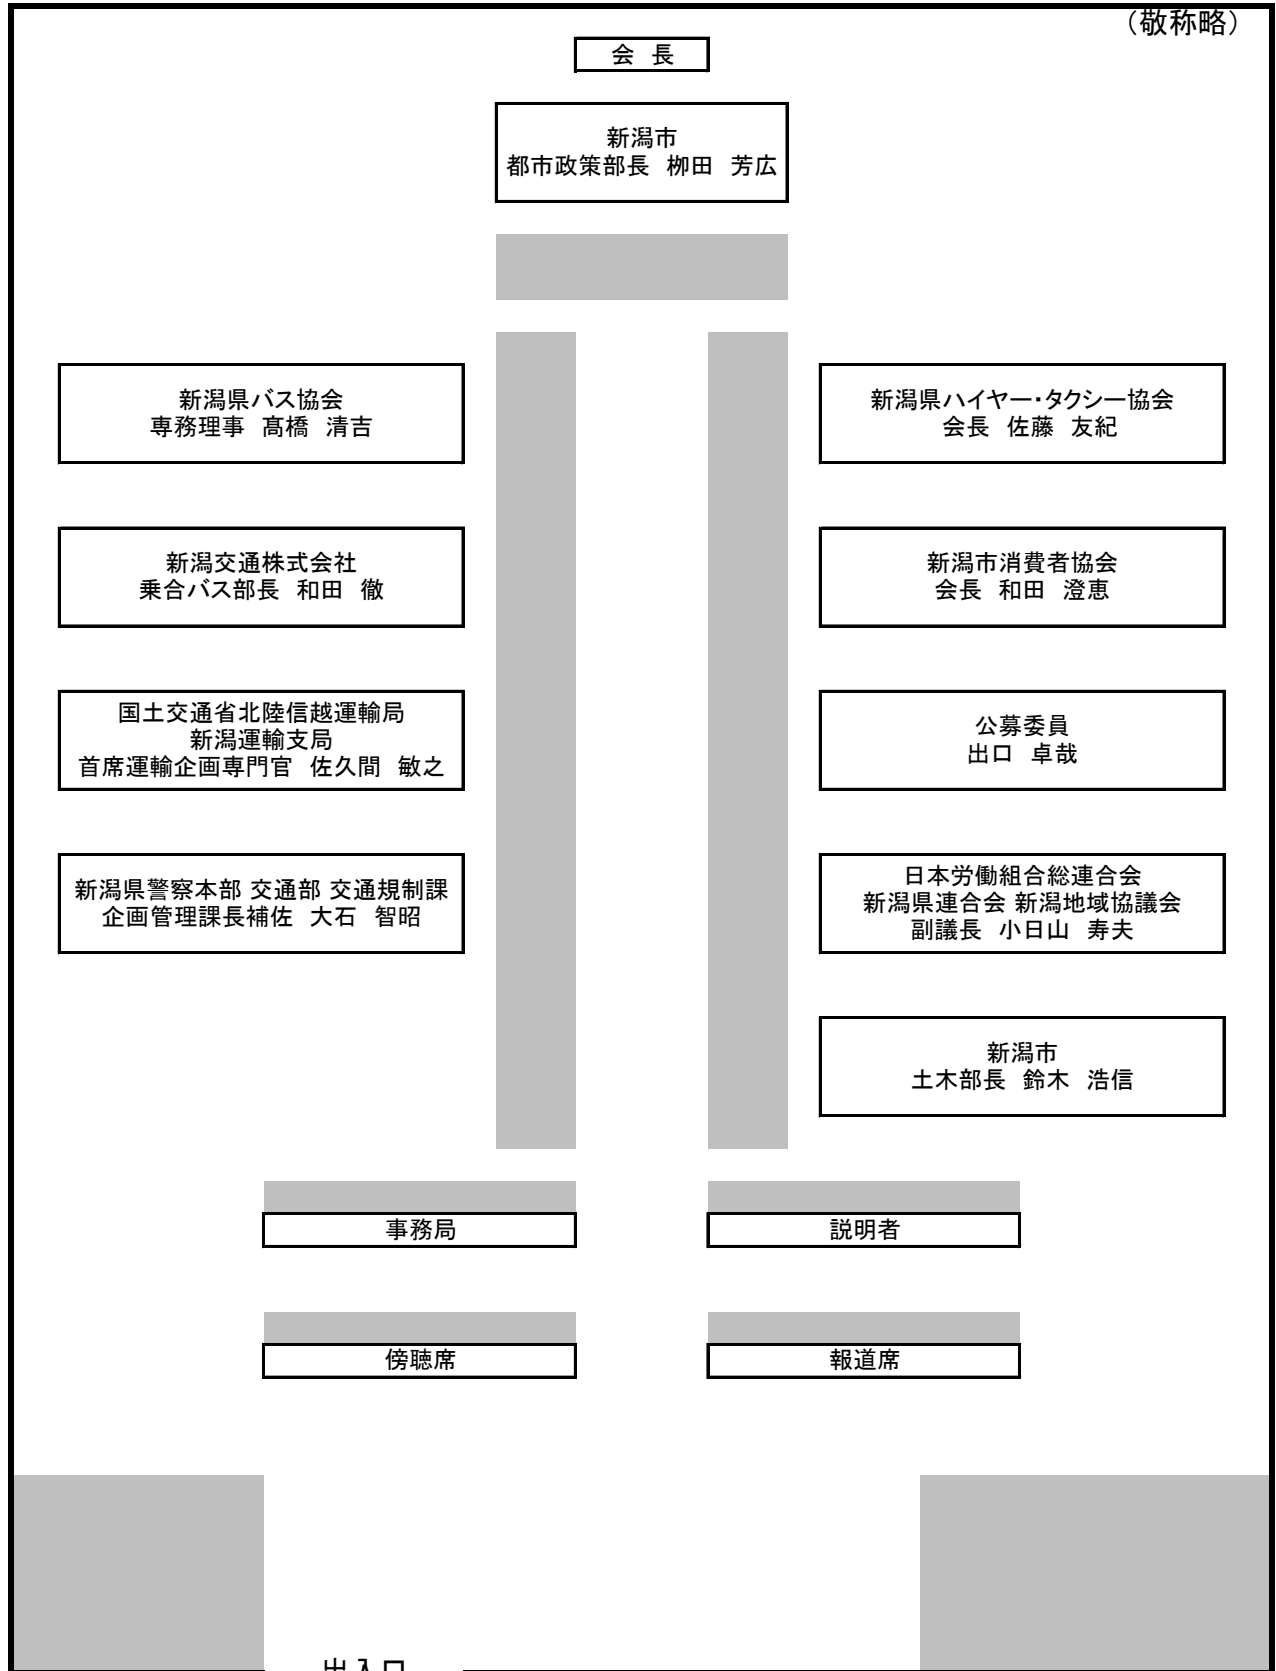 （敬称略）
会 長
新潟市
都市政策部長 柳田 芳広
新潟県バス協会
専務理事 髙橋 清吉
新潟県ハイヤー・タクシー協会
会長 佐藤 友紀
新潟交通株式会社
乗合バス部長 和田 徹
新潟市消費者協会
会長 和田 澄恵
国土交通省北陸信越運輸局
新潟運輸支局
首席運輸企画専門官 佐久間 敏之
公募委員
出口 卓哉
新潟県警察本部 交通部 交通規制課
企画管理課長補佐 大石 智昭
日本労働組合総連合会
新潟県連合会 新潟地域協議会
副議長 小日山 寿夫
新潟市
土木部長 鈴木 浩信
事務局
説明者
傍聴席
報道席
出入口